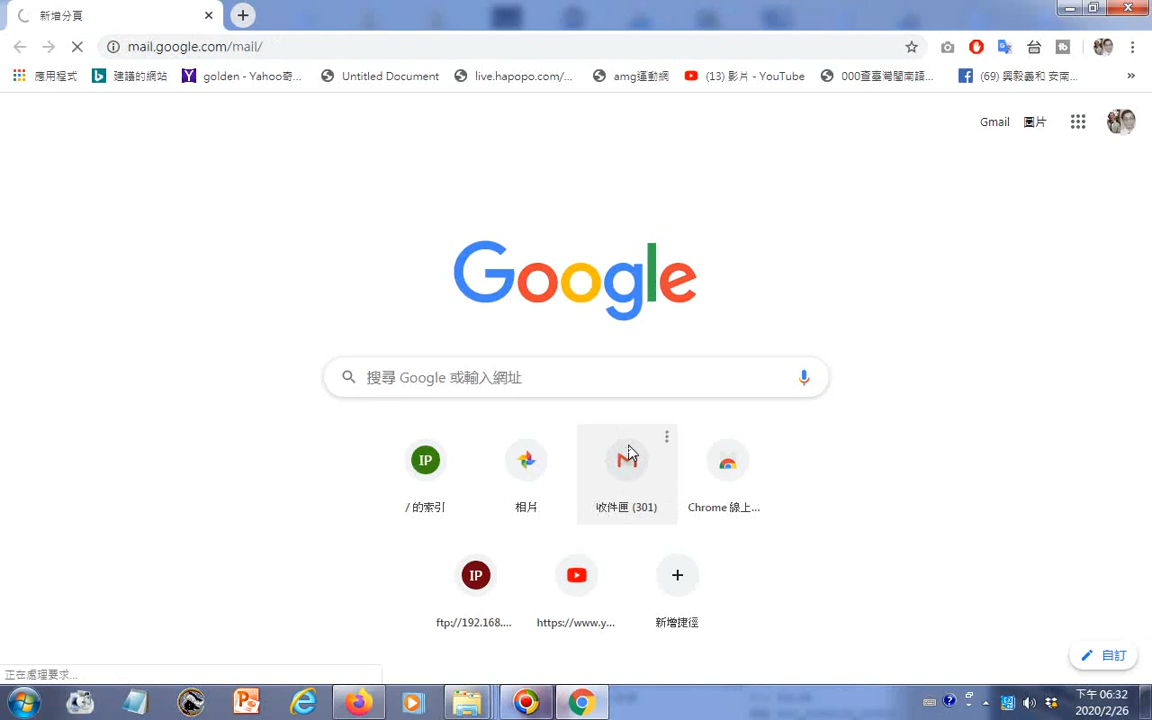 新增分頁
mail.google.com/mail/
應用程式
建議的網站
golden - Yahoo奇...
Untitled Document
live.hapopo.com/...
amg運動網
(13) 影片 - YouTube
000查臺灣閩南語...
(69) 興毅義和 安南...
Gmail
圖片
Google
搜尋 Google 或輸入網址
IP
/ 的索引
相片
收件匣 (301)
Chrome 線上...
IP
ftp://192.168....
https://www.y...
新增捷徑
自訂
正在處理要求...
下午 06:32
2020/2/26